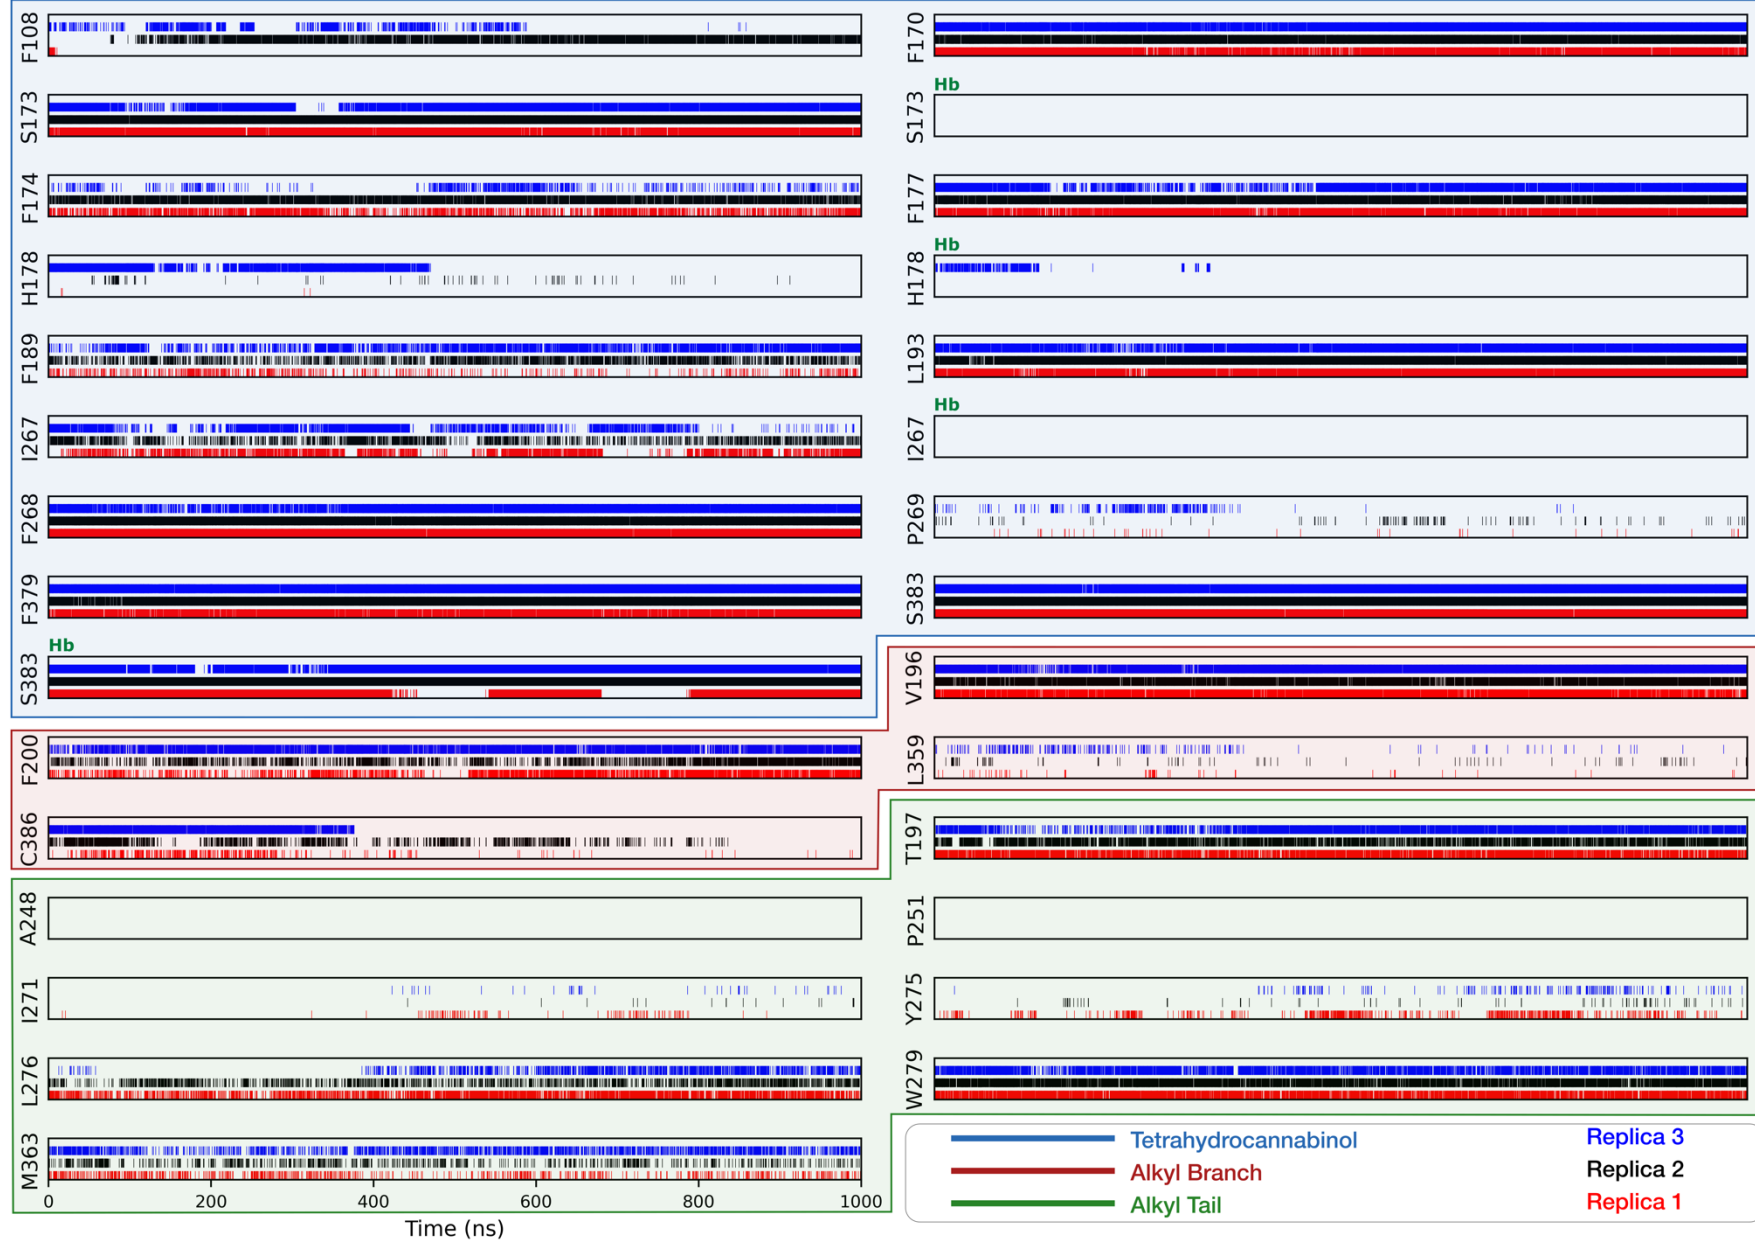 F108
F170
Hb
S173
S173
F174
F177
Hb
H178
H178
F189
L193
Hb
I267
I267
F268
P269
F379
S383
Hb
S383
V196
F200
L359
C386
T197
A248
P251
I271
Y275
L276
W279
M363
0 200 400 600 800 1000
Time (ns)
Tetrahydrocannabinol Replica 3
Alkyl Branch Replica 2
Alkyl Tail Replica 1